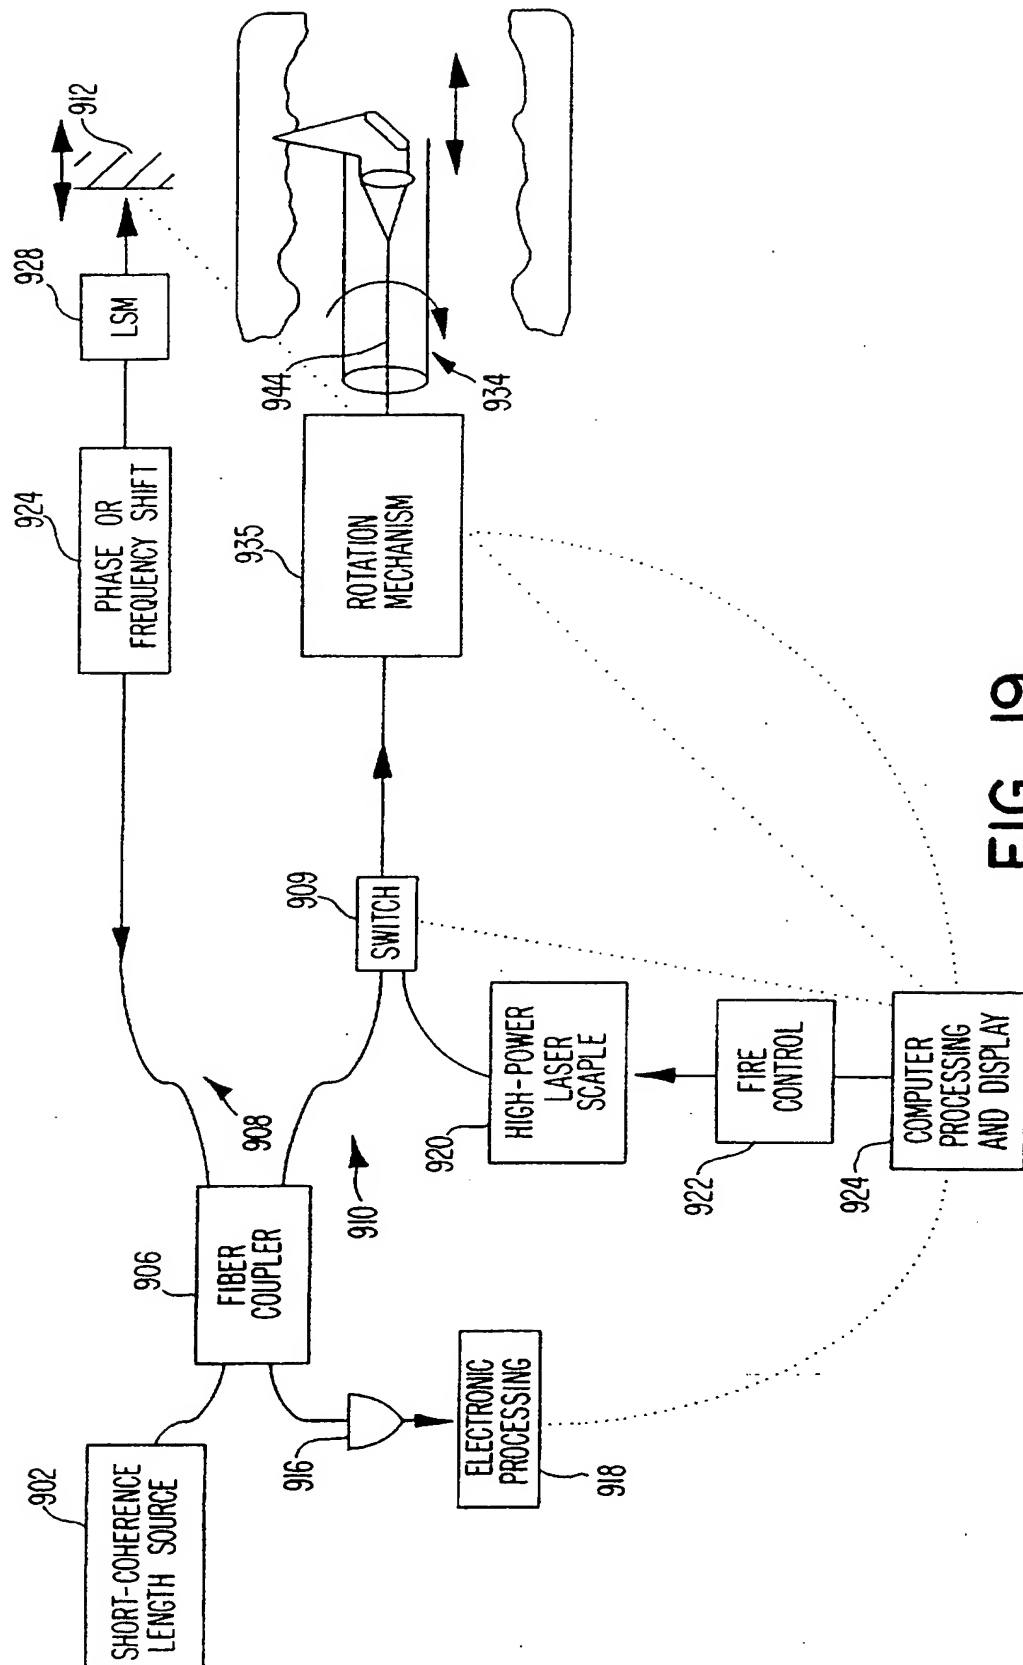 902
SHORT-COHERENCE
LENGTH SOURCE
906
FIBER
COUPLER
908
910
916
ELECTRONIC
PROCESSING
918
924
PHASE OR
FREQUENCY SHIFT
928
LSM
912
909
SWITCH
935
ROTATION
MECHANISM
944
934
HIGH-POWER
LASER
SCAPLE
920
FIRE
CONTROL
922
COMPUTER
PROCESSING
AND DISPLAY
924
FIG. 19